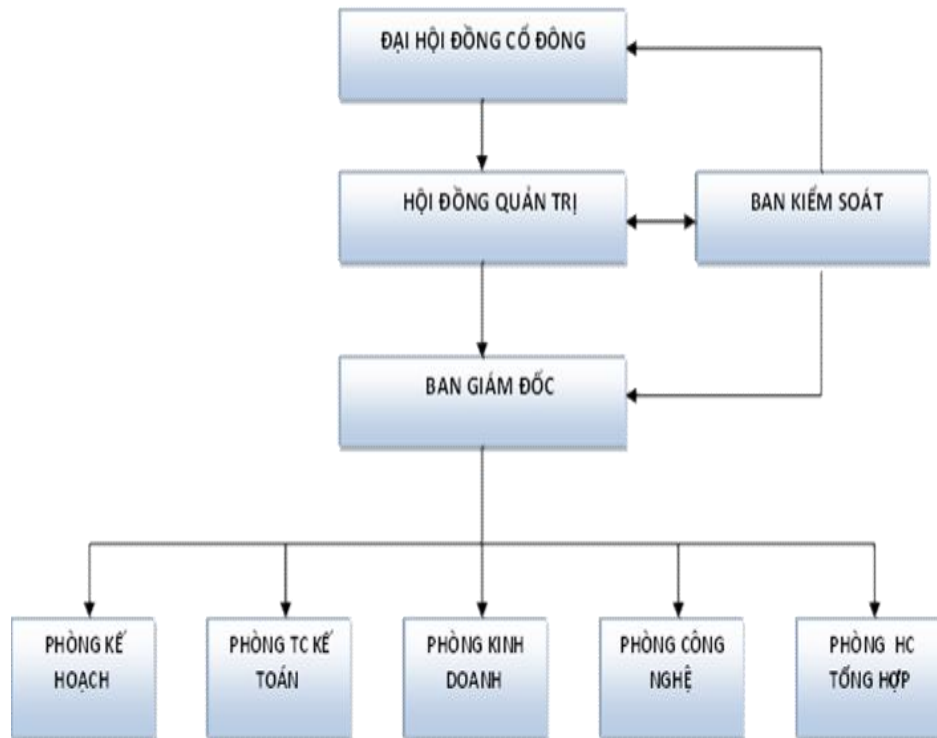 ĐẠI HỘI ĐỒNG CỔ ĐÔNG
HỘI ĐỒNG QUẢN TRỊ
BAN KIỂM SOÁT
BAN GIÁM ĐỐC
PHÒNG KẾ
HOẠCH
PHÒNG TC KẾ
TOÁN
PHÒNG KINH
DOANH
PHÒNG CÔNG
NGHỆ
PHÒNG HC
TỔNG HỢP